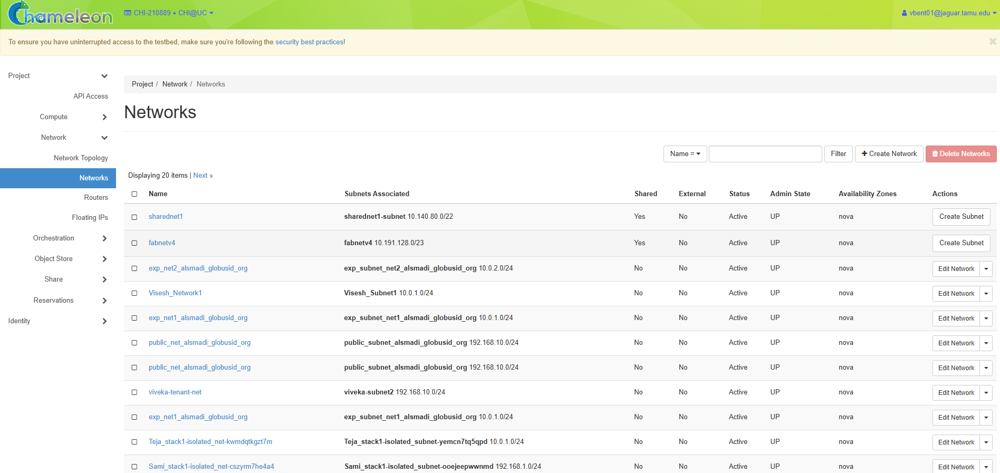 Chameleon
CHI-210889 • CHI@UC
vbent01@jaguar.tamu.edu
To ensure you have uninterrupted access to the testbed, make sure you're following the security best practices!
Project
API Access
Compute
Network
Network Topology
Networks
Routers
Floating IPs
Orchestration
Object Store
Share
Reservations
Identity
Project / Network / Networks
Networks
Name = Filter Create Network Delete Networks
Displaying 20 items | Next »
Name Subnets Associated Shared External Status Admin State Availability Zones Actions
sharednet1 sharednet1-subnet 10.140.80.0/22 Yes No Active UP nova Create Subnet
fabnetv4 fabnetv4 10.191.128.0/23 Yes No Active UP nova Create Subnet
exp_net2_alsmadi_globusid_org exp_subnet_net2_alsmadi_globusid_org 10.0.2.0/24 No No Active UP nova Edit Network
Visesh_Network1 Visesh_Subnet1 10.0.1.0/24 No No Active UP nova Edit Network
exp_net1_alsmadi_globusid_org exp_subnet_net1_alsmadi_globusid_org 10.0.1.0/24 No No Active UP nova Edit Network
public_net_alsmadi_globusid_org public_subnet_alsmadi_globusid_org 192.168.10.0/24 No No Active UP nova Edit Network
public_net_alsmadi_globusid_org public_subnet_alsmadi_globusid_org 192.168.10.0/24 No No Active UP nova Edit Network
viveka-tenant-net viveka-subnet2 192.168.10.0/24 No No Active UP nova Edit Network
exp_net1_alsmadi_globusid_org exp_subnet_net1_alsmadi_globusid_org 10.0.1.0/24 No No Active UP nova Edit Network
Teja_stack1-isolated_net-kwmdqtkgzt7m Teja_stack1-isolated_subnet-yemcn7tq5qpd 10.0.1.0/24 No No Active UP nova Edit Network
Sami_stack1-isolated_net-cszyrm7he4a4 Sami_stack1-isolated_subnet-ooejeepwwnmd 192.168.1.0/24 No No Active UP nova Edit Network